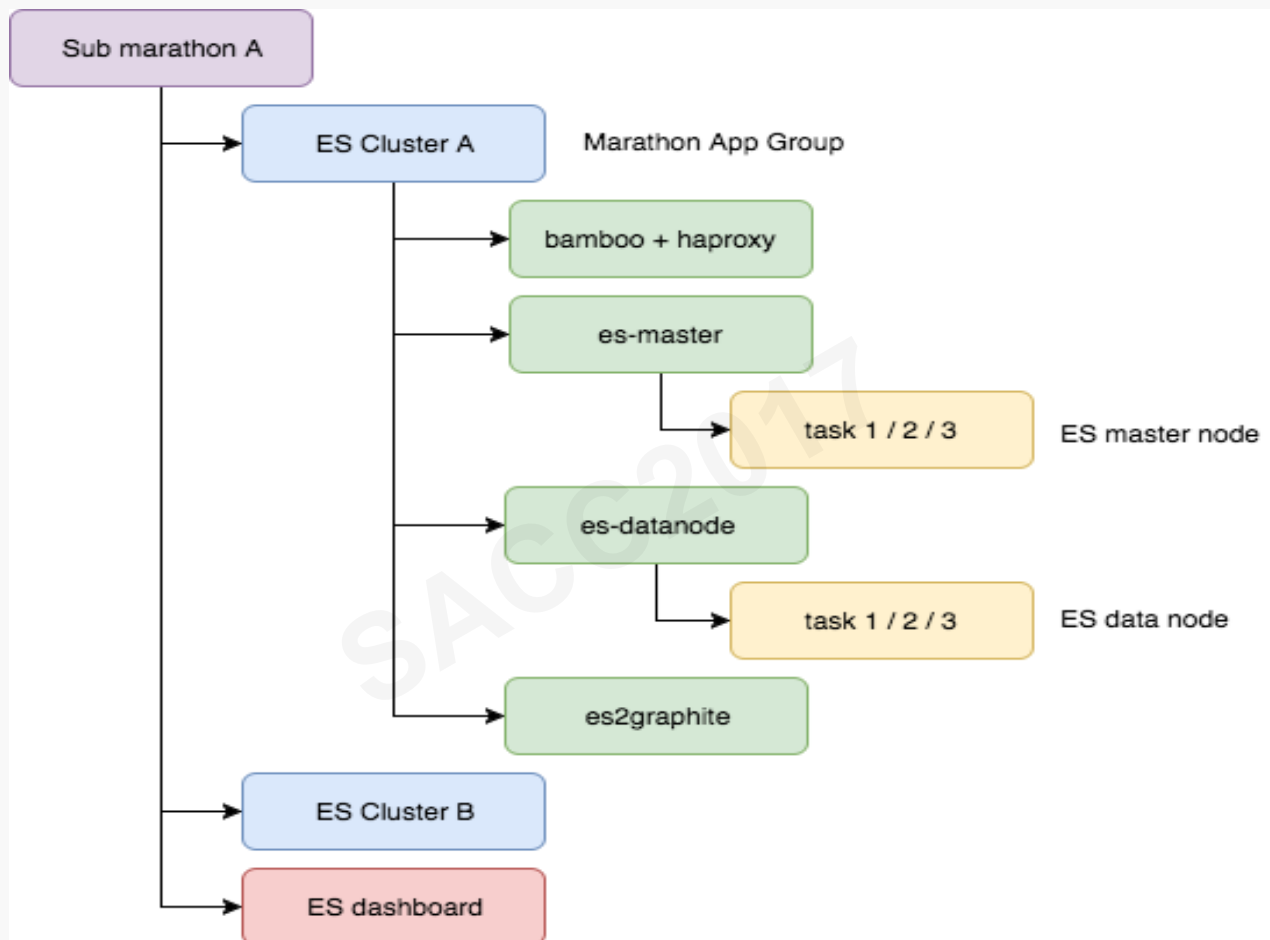 Sub marathon A
ES Cluster A
Marathon App Group
bamboo + haproxy
es-master
task 1 / 2 / 3
ES master node
es-datanode
task 1 / 2 / 3
ES data node
es2graphite
ES Cluster B
ES dashboard
SACC2017